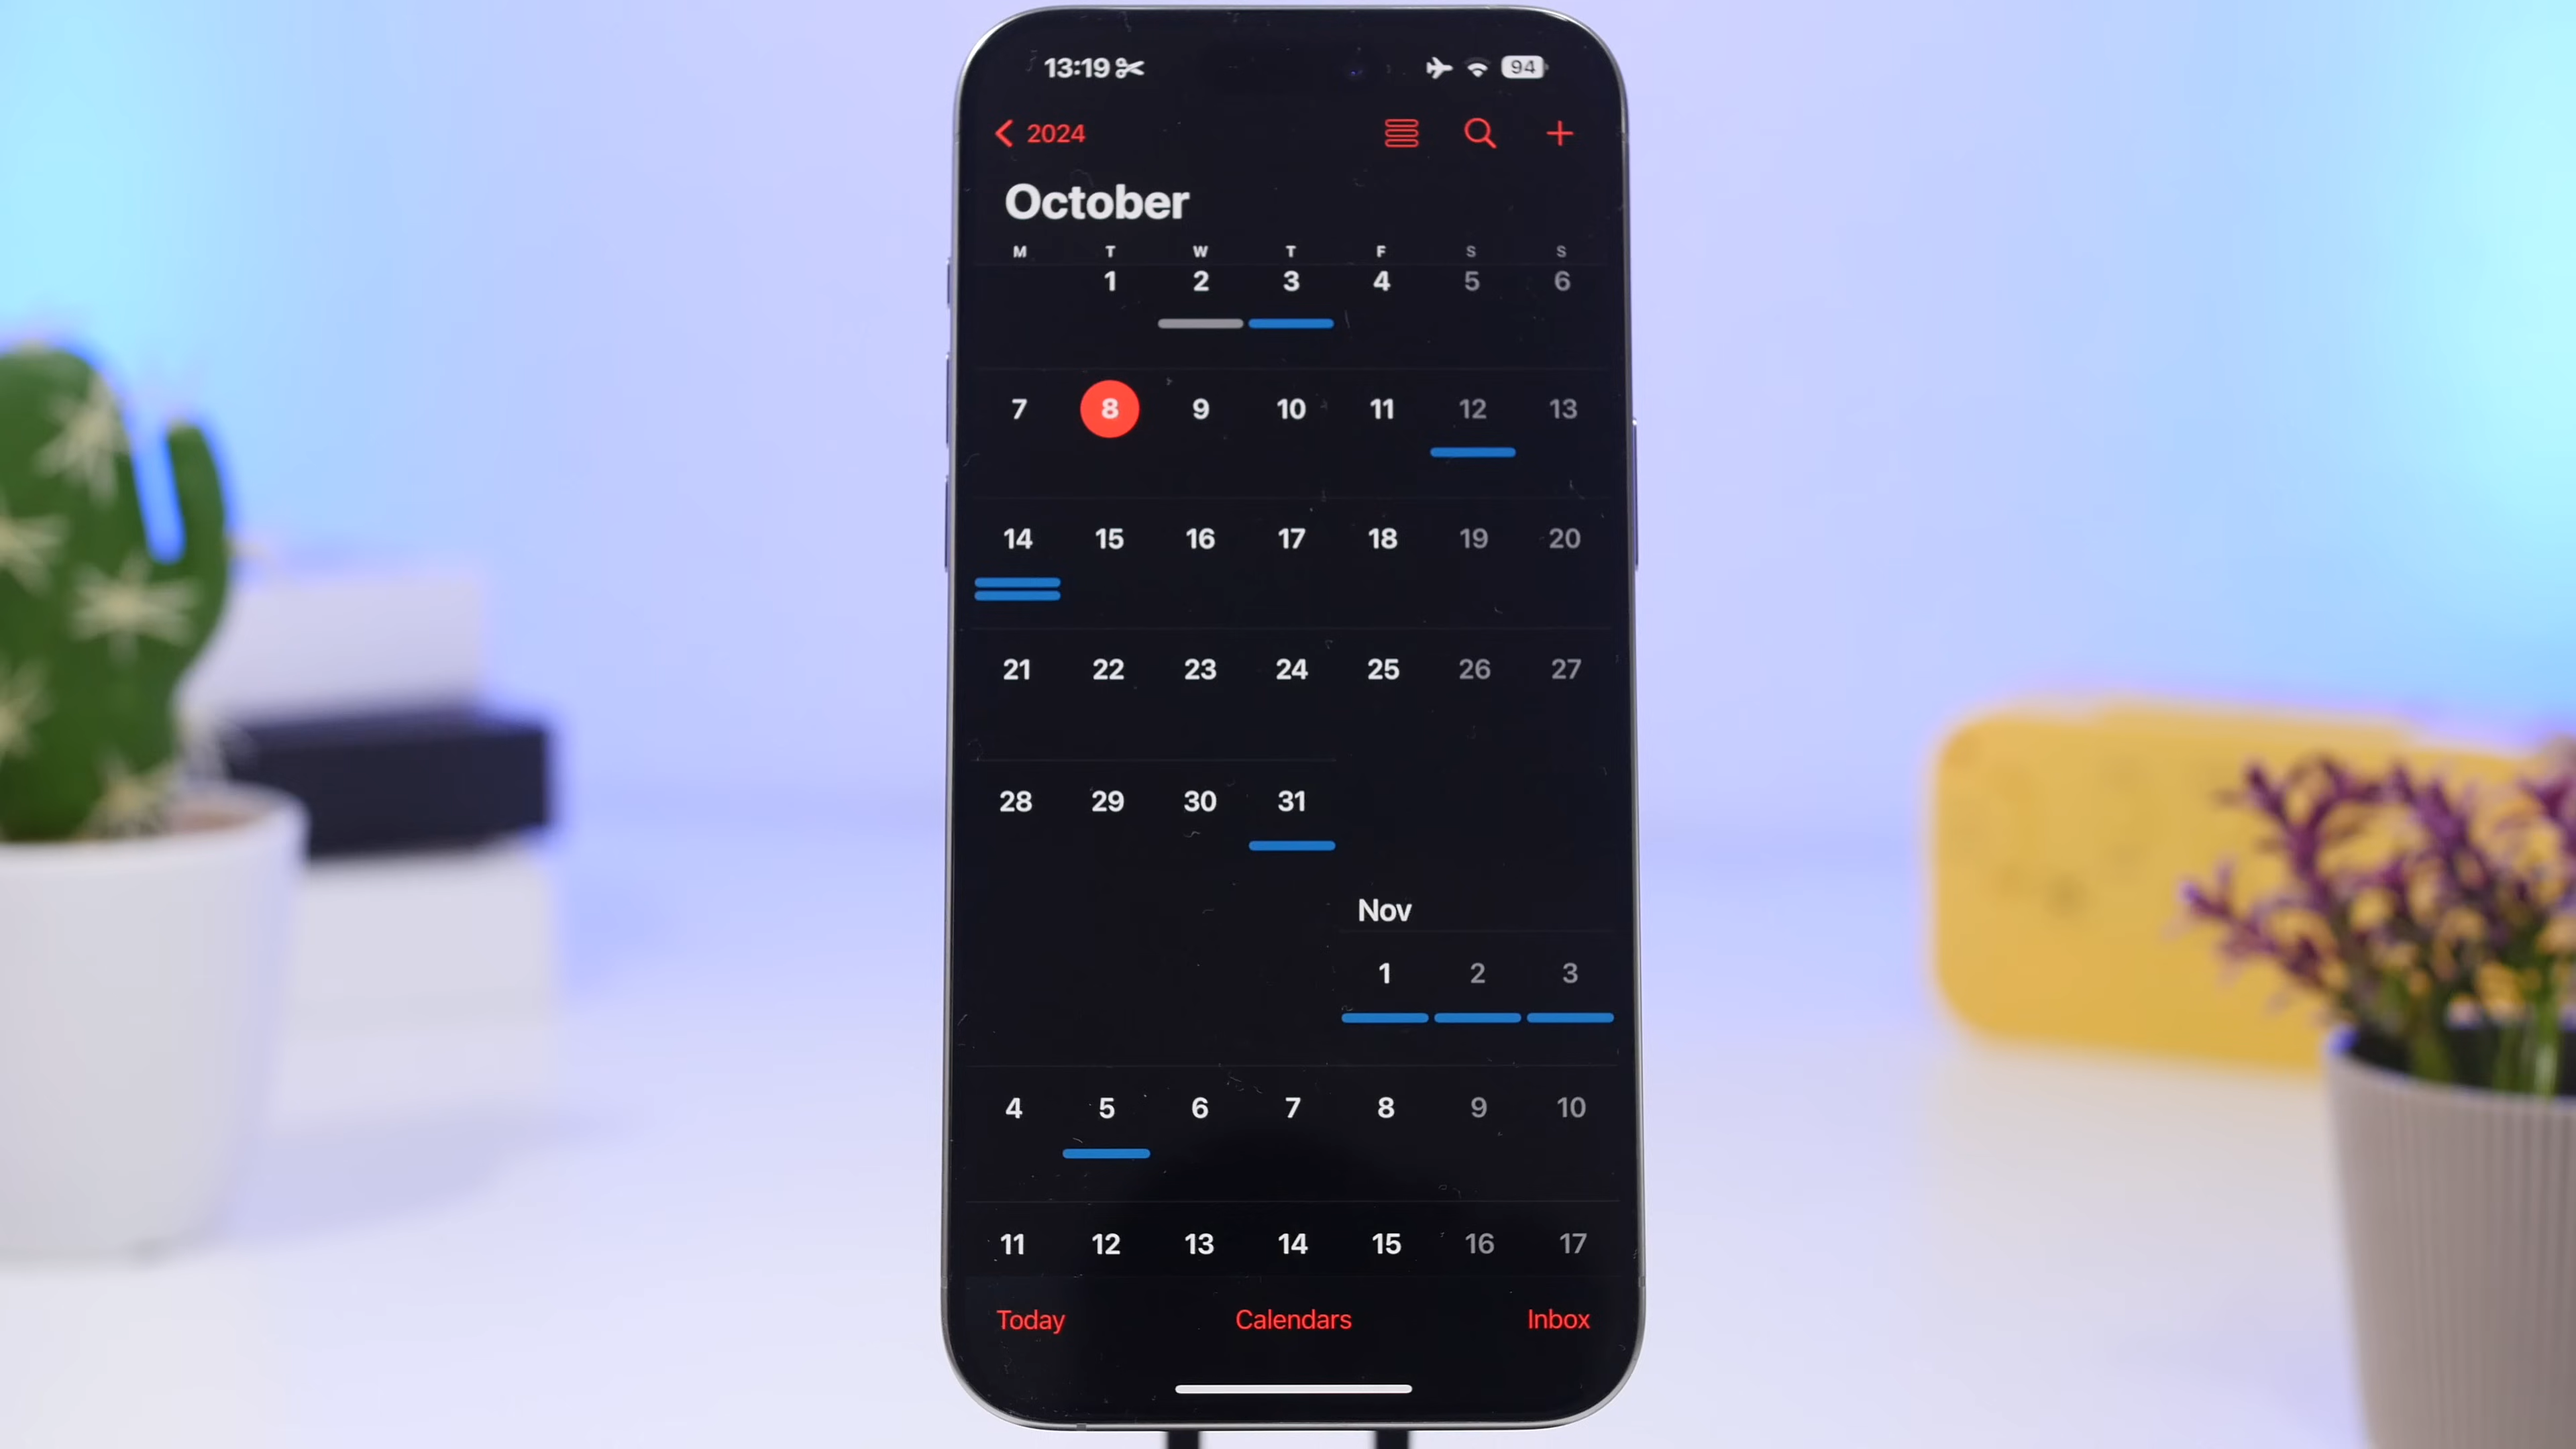 13:19 94
2024
October
M T W T F S S
1 2 3 4 5 6
7 8 9 10 11 12 13
14 15 16 17 18 19 20
21 22 23 24 25 26 27
28 29 30 31
Nov
1 2 3
4 5 6 7 8 9 10
11 12 13 14 15 16 17
Today Calendars Inbox